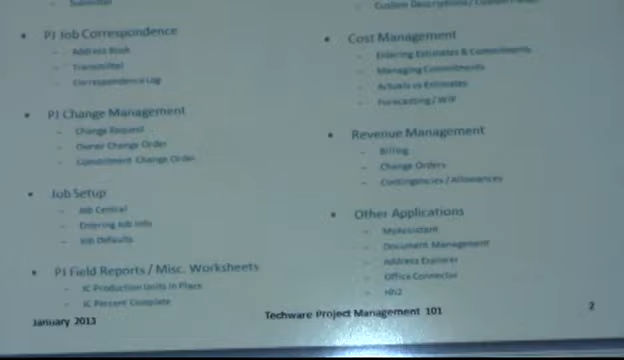 Submittal
PJ Job Correspondence
Address Book
Transmittal
Correspondence Log
PJ Change Management
Change Request
Owner Change Order
Commitment Change Order
Job Setup
Job Central
Entering Job Info
Job Defaults
PJ Field Reports / Misc. Worksheets
JC Production Units in Place
JC Percent Complete
Custom Descriptions /
Cost Management
Entering Estimates & Commitments
Managing Commitments
Actuals vs Estimates
Forecasting / WIP
Revenue Management
Billing
Change Orders
Contingencies / Allowances
Other Applications
MyAssistant
Document Management
Address Explorer
Office Connector
HH2
January 2013
Techware Project Management 101
2